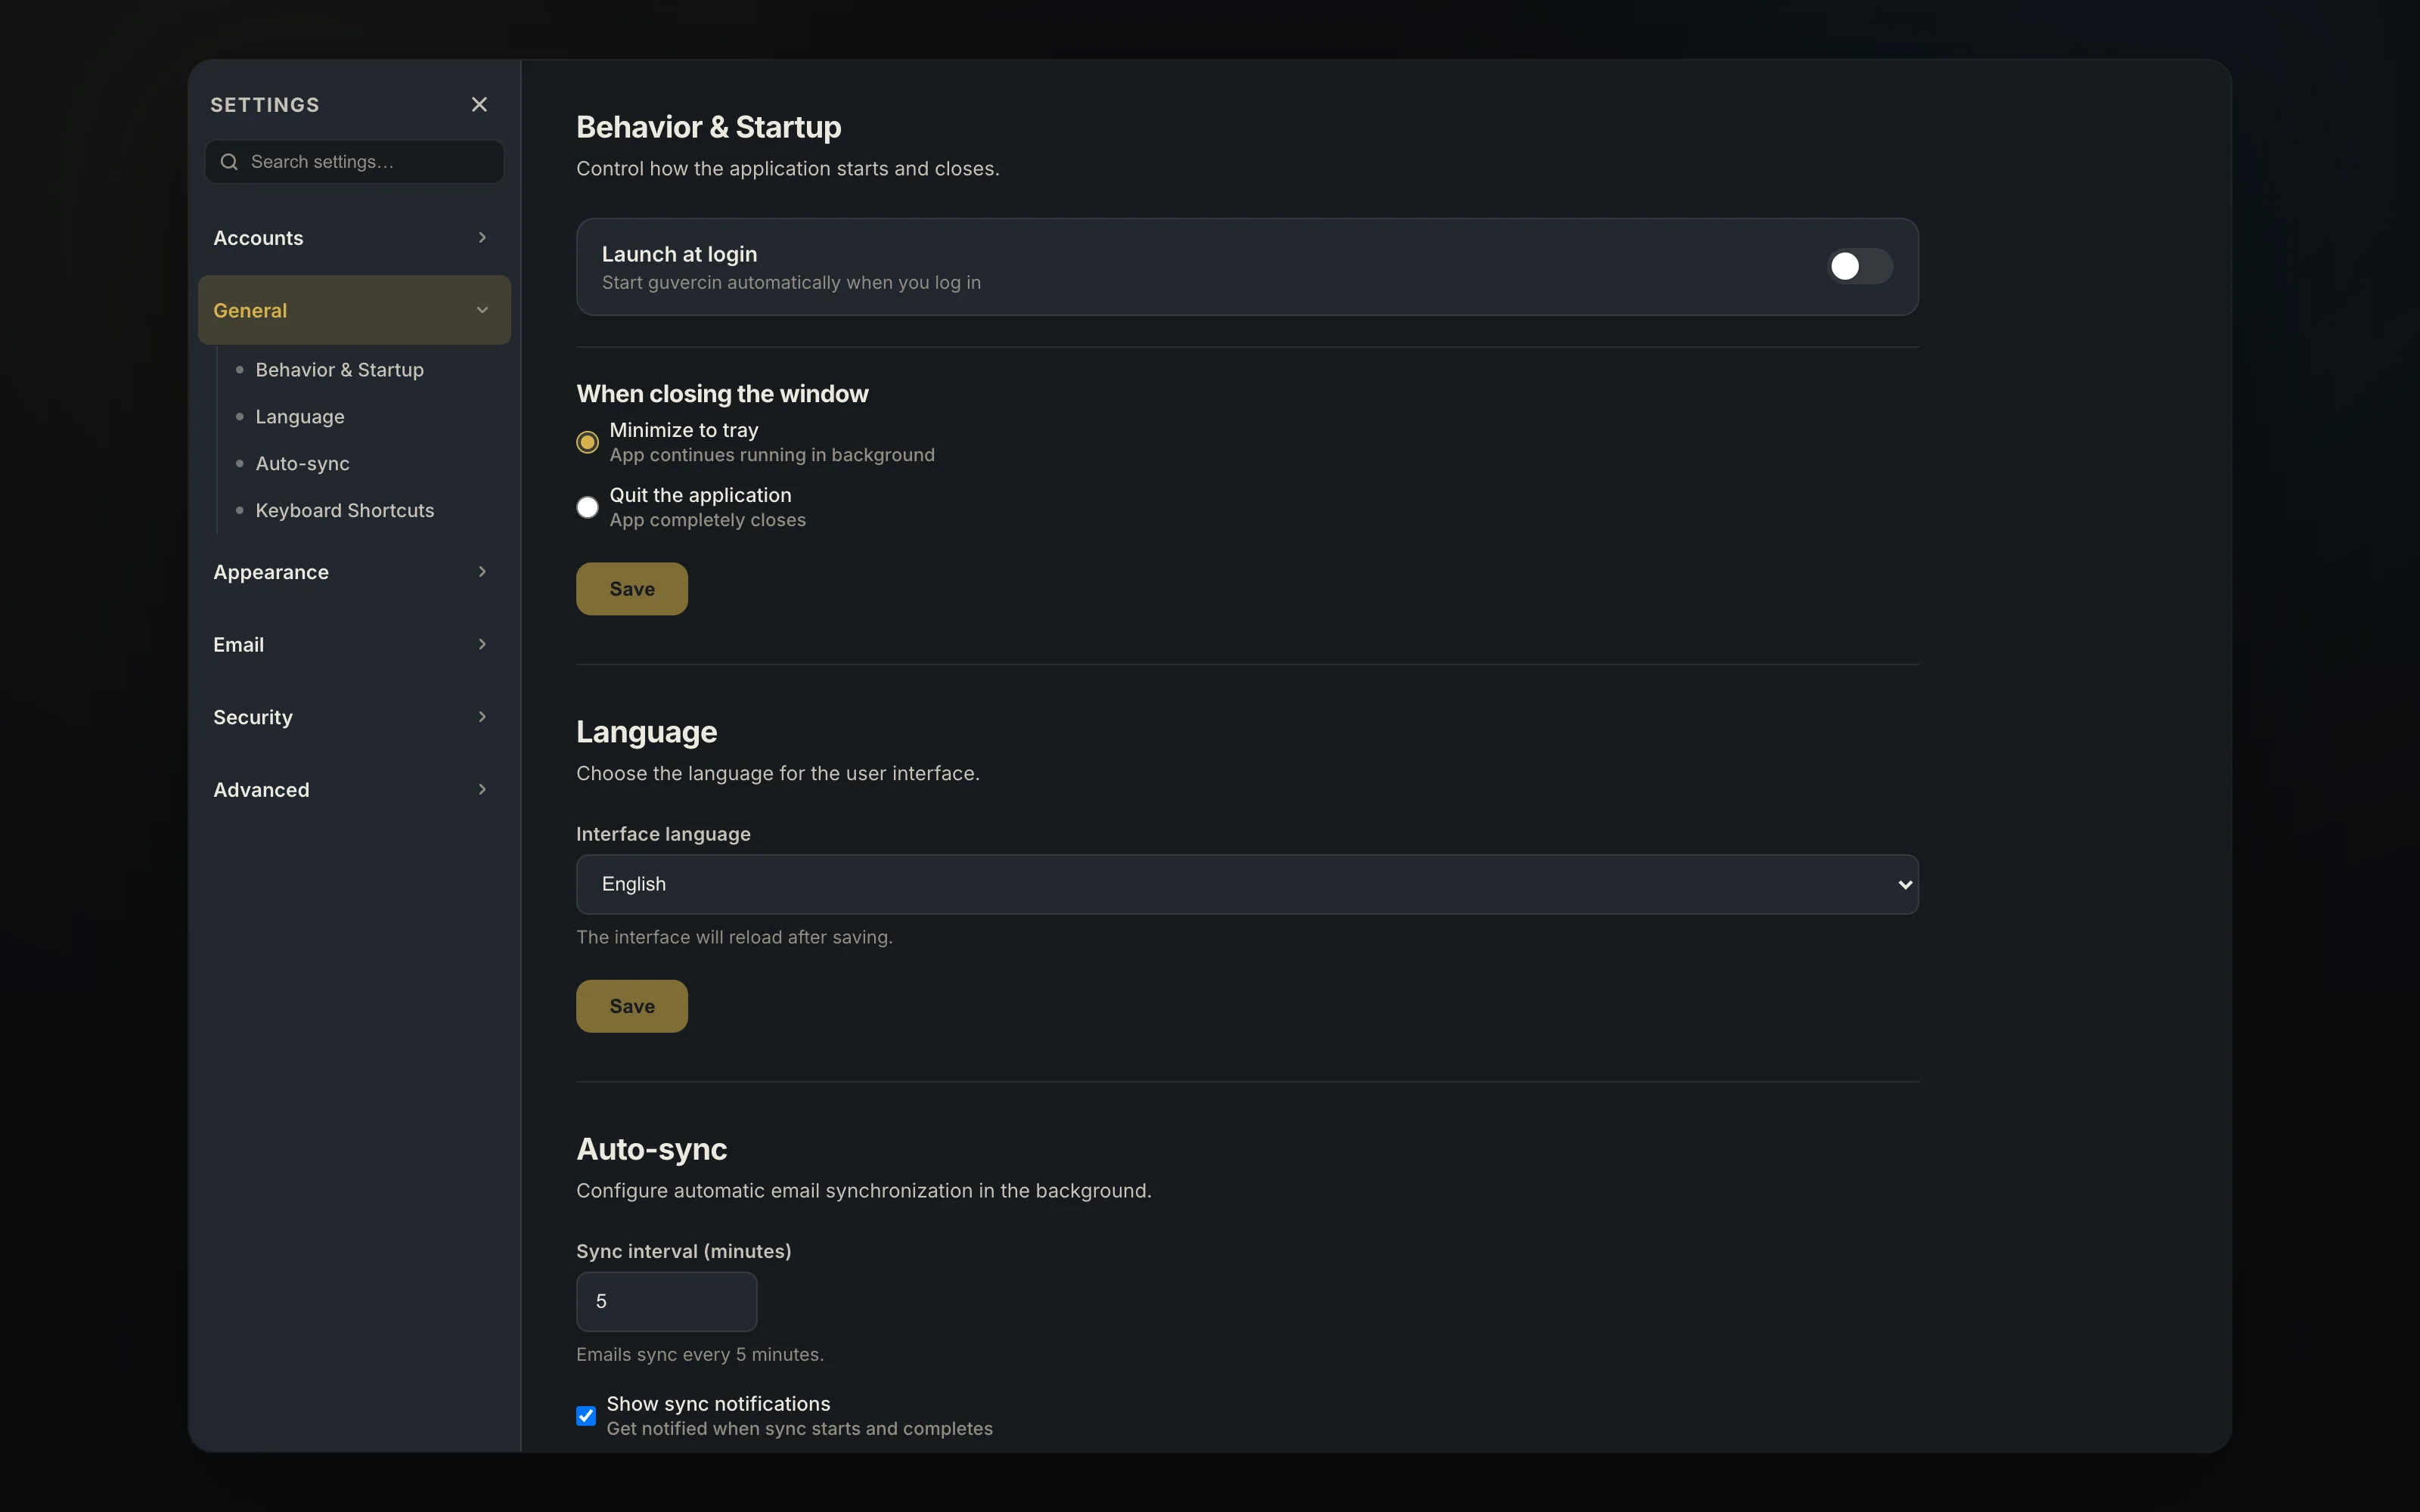 SETTINGS
Search settings...
Accounts
General
Behavior & Startup
Language
Auto-sync
Keyboard Shortcuts
Appearance
Email
Security
Advanced
Behavior & Startup
Control how the application starts and closes.
Launch at login
Start guvercin automatically when you log in
When closing the window
Minimize to tray
App continues running in background
Quit the application
App completely closes
Save
Language
Choose the language for the user interface.
Interface language
English
The interface will reload after saving.
Save
Auto-sync
Configure automatic email synchronization in the background.
Sync interval (minutes)
5
Emails sync every 5 minutes.
Show sync notifications
Get notified when sync starts and completes